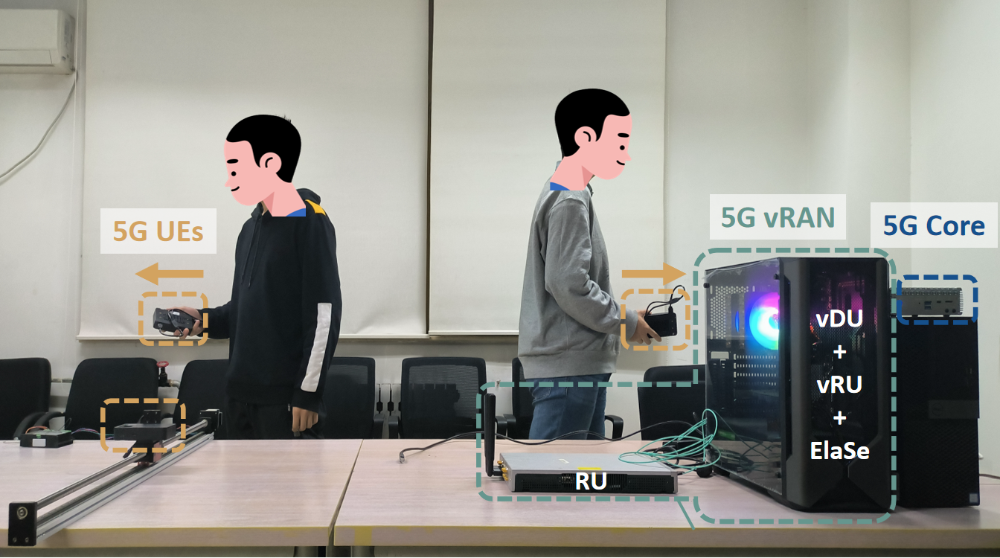 5G UEs
5G vRAN
5G Core
vDU
+
vRU
+
ElaSe
RU